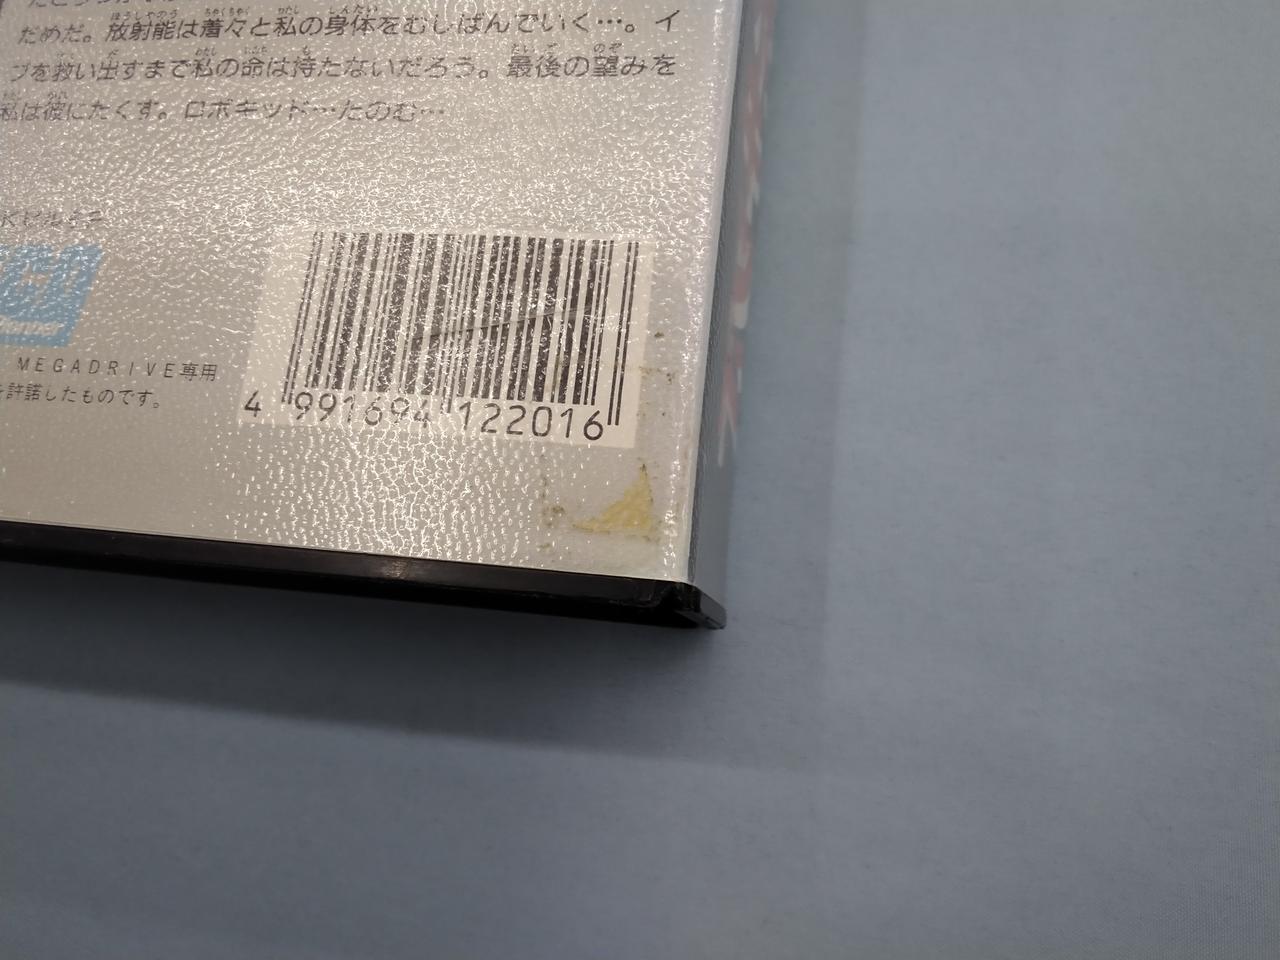 だめだ。放射能は着々と私の身体をむしばんでいく…。イ
ブを救い出すまで私の命は持たないだろう。最後の望みを
私は彼にたくす。ロボキッド…たのむ…
MEGADRIVE専用
許諾したものです。
4 991694 122016